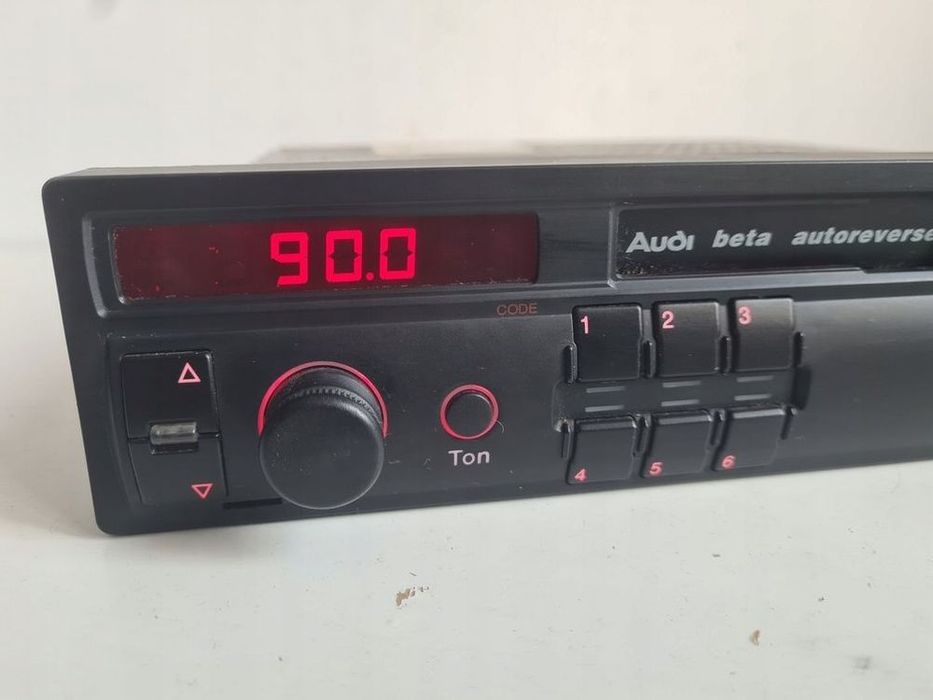 90.0
Audi beta autoreverse
CODE
1 2 3
Ton
4 5 6